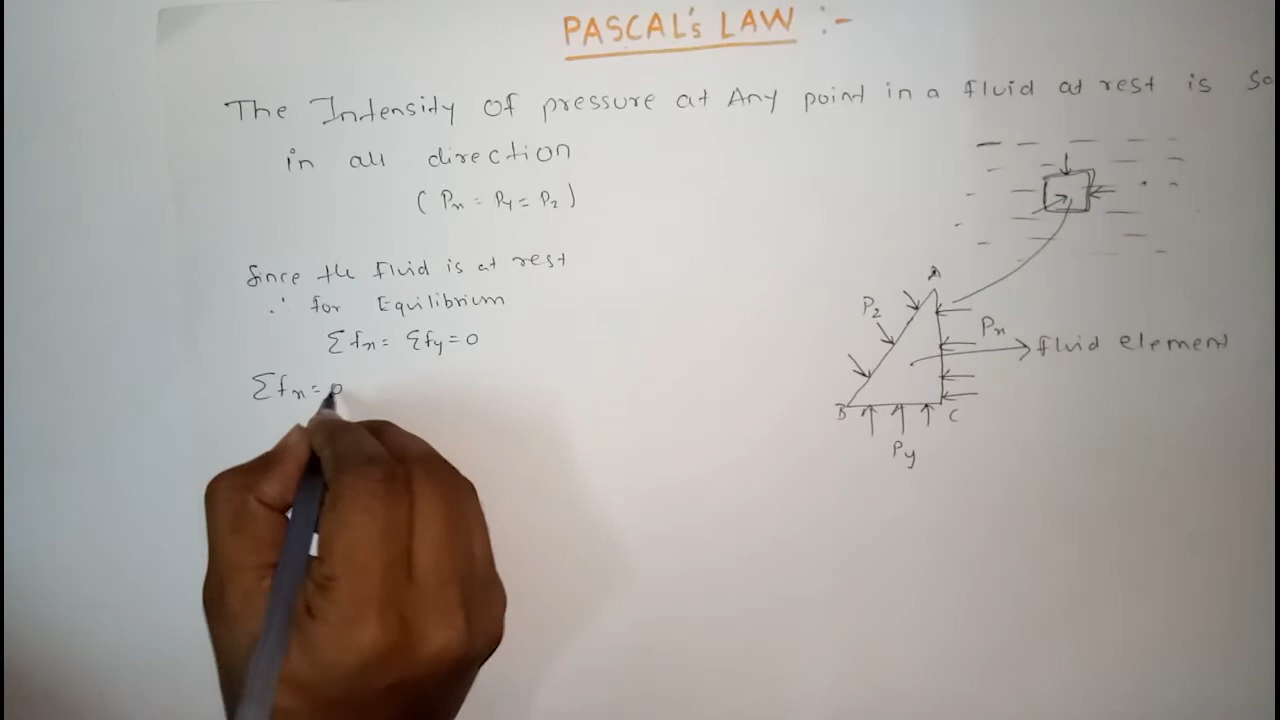 PASCAL's LAW :-
The Intensity of pressure at Any point in a fluid at rest is
in all direction
( Px = Py = Pz )
Since the fluid is at rest
∴ for Equilibrium
Σfx = Σfy = 0
Σfx = 0
A
Pz
Px
fluid element
B
C
Py